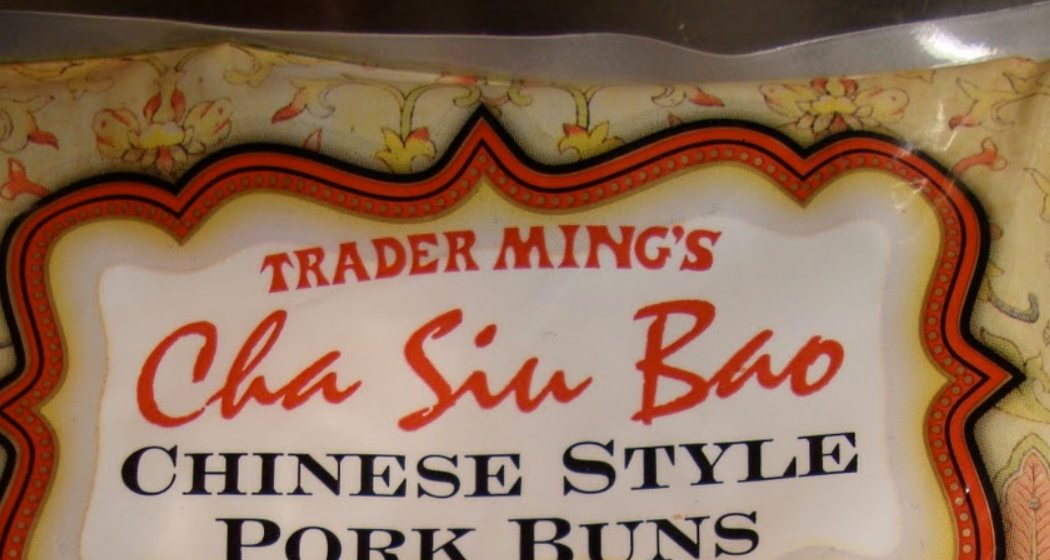 TRADER MING'S
Cha Siu Bao
CHINESE STYLE
PORK BUNS